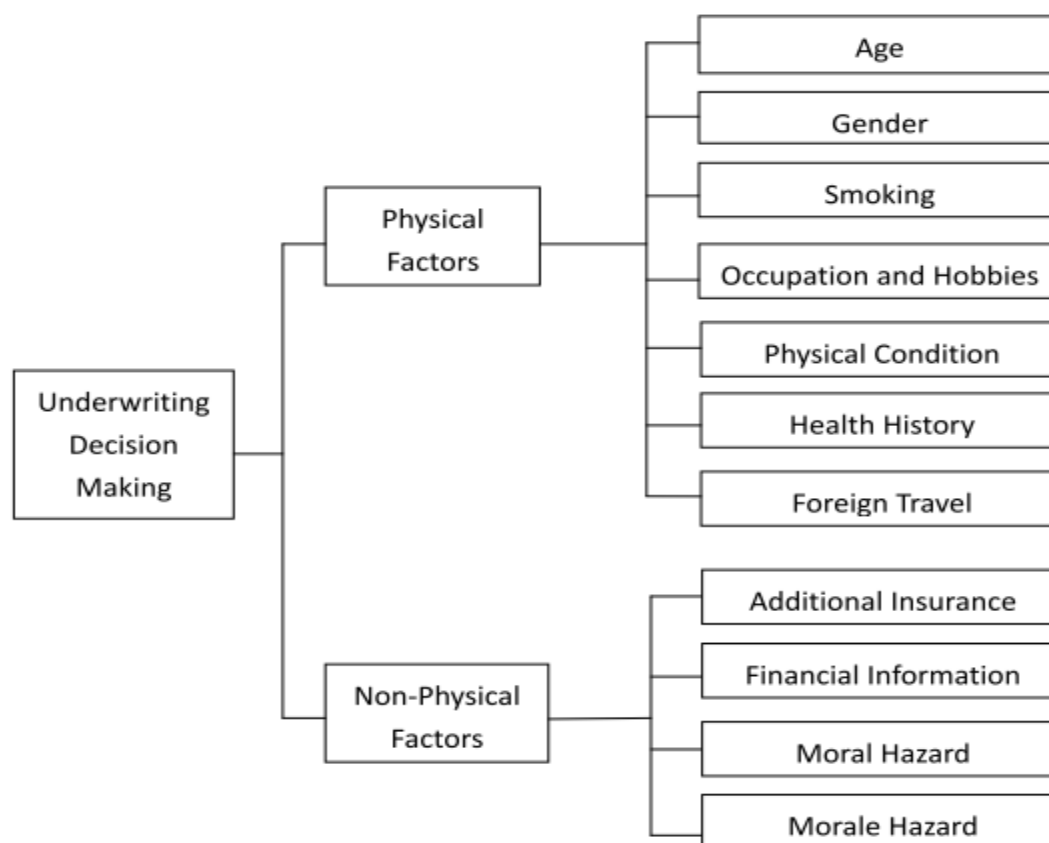 Underwriting
Decision
Making
Physical
Factors
Age
Gender
Smoking
Occupation and Hobbies
Physical Condition
Health History
Foreign Travel
Non-Physical
Factors
Additional Insurance
Financial Information
Moral Hazard
Morale Hazard